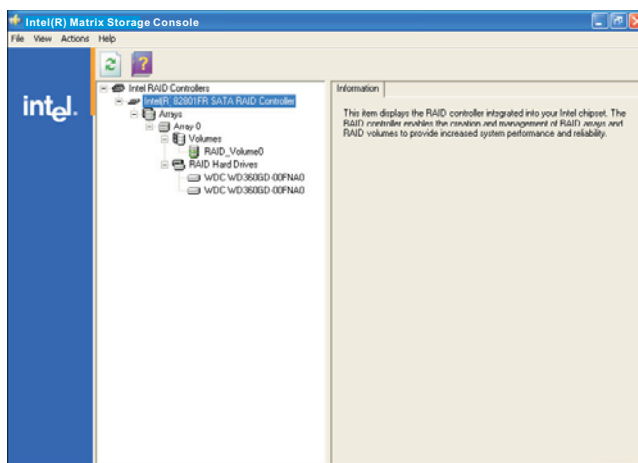 Intel(R) Matrix Storage Console
File View Actions Help
intel.
Intel RAID Controllers
Intel(R) 82801FR SATA RAID Controller
Arrays
Array 0
Volumes
RAID_Volume0
RAID Hard Drives
WDC WD360GD-00FNA0
WDC WD360GD-00FNA0
Information
This item displays the RAID controller integrated into your Intel chipset. The
RAID controller enables the creation and management of RAID arrays and
RAID volumes to provide increased system performance and reliability.